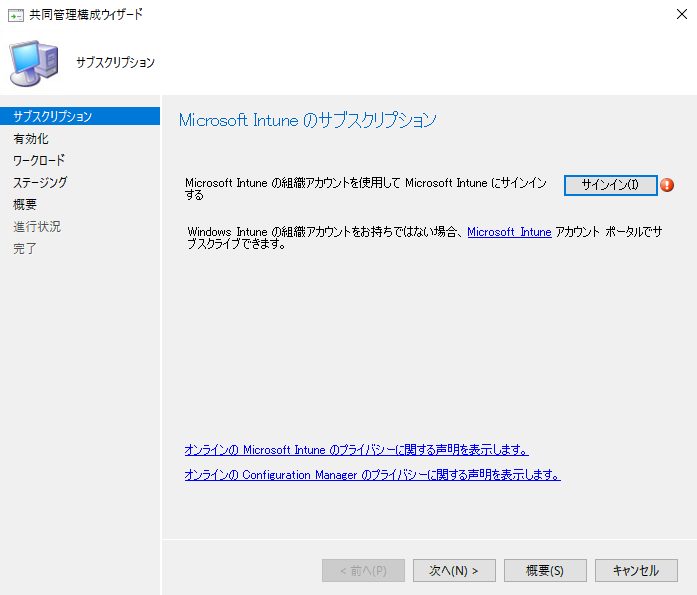 共同管理構成ウィザード
サブスクリプション
サブスクリプション
有効化
ワークロード
ステージング
概要
進行状況
完了
Microsoft Intune のサブスクリプション
Microsoft Intune の組織アカウントを使用して Microsoft Intune にサインイン
する
サインイン(I)
Windows Intune の組織アカウントをお持ちではない場合、Microsoft Intune アカウント ポータルでサ
ブスクライブできます。
オンラインの Microsoft Intune のプライバシーに関する声明を表示します。
オンラインの Configuration Manager のプライバシーに関する声明を表示します。
< 前へ(P)
次へ(N) >
概要(S)
キャンセル